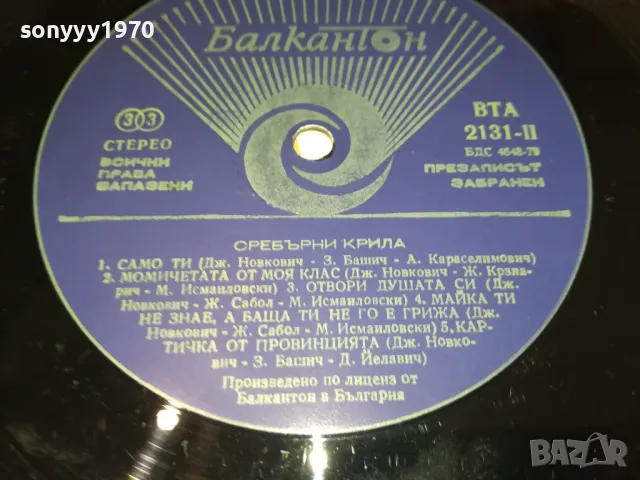 sonyyy1970
Балкантон
33
СТЕРЕО
ВСИЧКИ
ПРАВА
ЗАПАЗЕНИ
ВТА
2131-II
БДС 4648-79
ПРЕЗАПИСЪТ
ЗАБРАНЕН
СРЕБЪРНИ КРИЛА
1. САМО ТИ (Дж. Новкович - З. Башич - А. Караселимович)
2. МОМИЧЕТАТА ОТ МОЯ КЛАС (Дж. Новкович - Ж. Крзна-
рич - М. Исмаиловски) 3. ОТВОРИ ДУШАТА СИ (Дж.
Новкович - Ж. Сабол - М. Исмаиловски) 4. МАЙКА ТИ
НЕ ЗНАЕ, А БАЩА ТИ НЕ ГО Е ГРИЖА (Дж.
Новкович - Ж. Сабол - М. Исмаиловски) 5. КАР-
ТИЧКА ОТ ПРОВИНЦИЯТА (Дж. Новко-
вич - З. Башич - Д. Йелавич)
Произведено по лиценз от
Балкантон в България
BAZAR